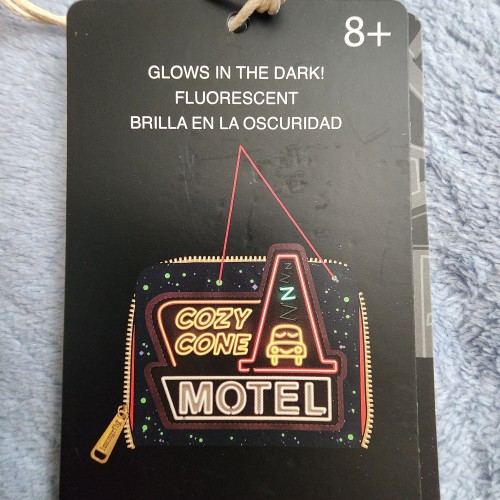 8+
GLOWS IN THE DARK!
FLUORESCENT
BRILLA EN LA OSCURIDAD
COZY
CONE
MOTEL